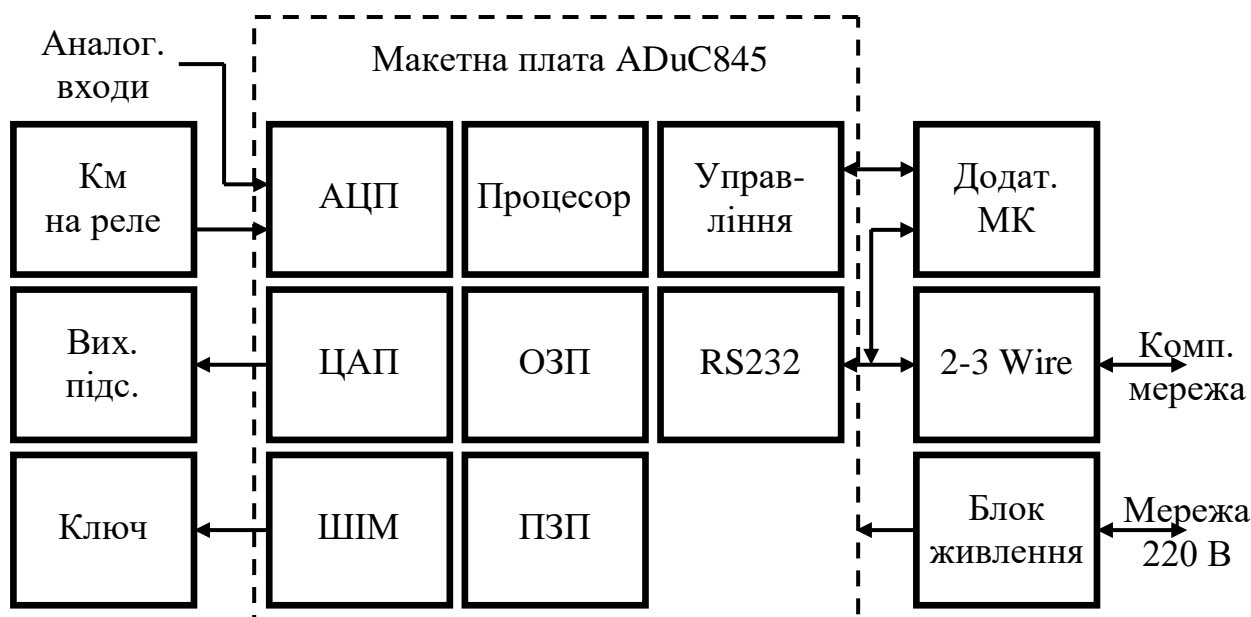 Аналог.
входи
Макетна плата ADuC845
Км
на реле
АЦП
Процесор
Управ-
ління
Додат.
МК
Вих.
підс.
ЦАП
ОЗП
RS232
2-3 Wire
Комп.
мережа
Ключ
ШІМ
ПЗП
Блок
живлення
Мережа
220 В